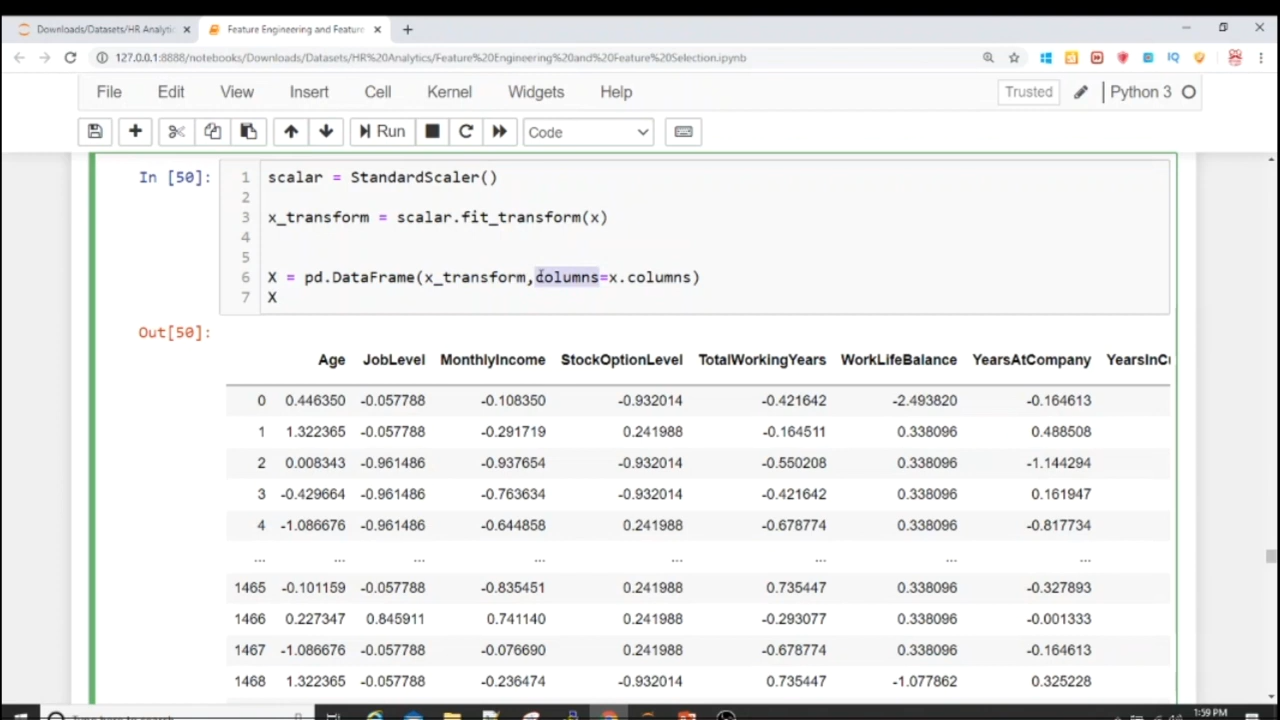 Downloads/Datasets/HR Analytic
Feature Engineering and Feature
127.0.0.1:8888/notebooks/Downloads/Datasets/HR%20Analytics/Feature%20Engineering%20and%20Feature%20Selection.ipynb
File Edit View Insert Cell Kernel Widgets Help Trusted Python 3
Run Code
In [50]: 1 scalar = StandardScaler()
2
3 x_transform = scalar.fit_transform(x)
4
5
6 X = pd.DataFrame(x_transform,columns=x.columns)
7 X
Out[50]:
Age JobLevel MonthlyIncome StockOptionLevel TotalWorkingYears WorkLifeBalance YearsAtCompany YearsInCu
0 0.446350 -0.057788 -0.108350 -0.932014 -0.421642 -2.493820 -0.164613
1 1.322365 -0.057788 -0.291719 0.241988 -0.164511 0.338096 0.488508
2 0.008343 -0.961486 -0.937654 -0.932014 -0.550208 0.338096 -1.144294
3 -0.429664 -0.961486 -0.763634 -0.932014 -0.421642 0.338096 0.161947
4 -1.086676 -0.961486 -0.644858 0.241988 -0.678774 0.338096 -0.817734
... ... ... ... ... ... ... ...
1465 -0.101159 -0.057788 -0.835451 0.241988 0.735447 0.338096 -0.327893
1466 0.227347 0.845911 0.741140 0.241988 -0.293077 0.338096 -0.001333
1467 -1.086676 -0.057788 -0.076690 0.241988 -0.678774 0.338096 -0.164613
1468 1.322365 -0.057788 -0.236474 -0.932014 0.735447 -1.077862 0.325228
1:59 PM